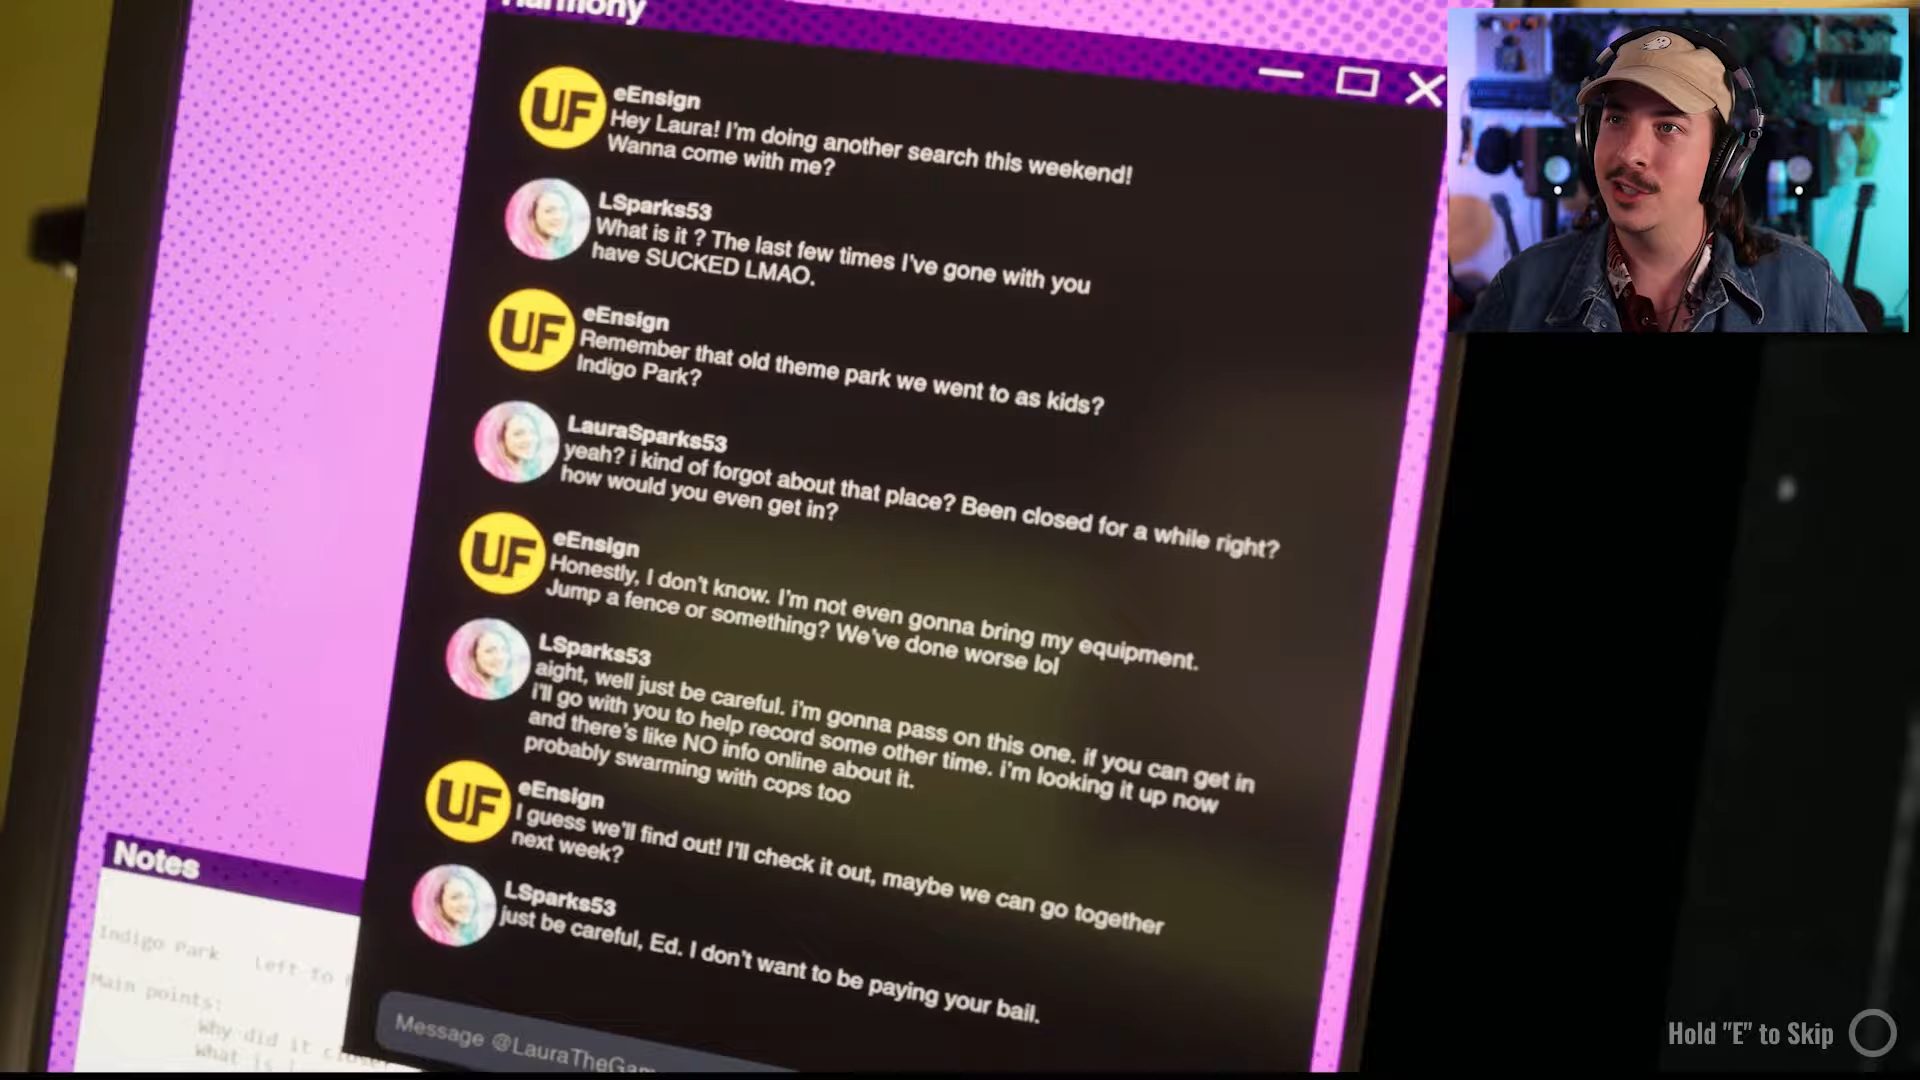 Harmony
UF
eEnsign
Hey Laura! I'm doing another search this weekend!
Wanna come with me?
LSparks53
What is it ? The last few times I've gone with you
have SUCKED LMAO.
UF
eEnsign
Remember that old theme park we went to as kids?
Indigo Park?
LauraSparks53
yeah? i kind of forgot about that place? Been closed for a while right?
how would you even get in?
UF
eEnsign
Honestly, I don't know. I'm not even gonna bring my equipment.
Jump a fence or something? We've done worse lol
LSparks53
aight, well just be careful. i'm gonna pass on this one. if you can get in
i'll go with you to help record some other time. i'm looking it up now
and there's like NO info online about it.
probably swarming with cops too
UF
eEnsign
I guess we'll find out! I'll check it out, maybe we can go together
next week?
LSparks53
just be careful, Ed. I don't want to be paying your bail.
Message @LauraTheGam
Notes
Indigo Park Left to
Main points:
Why did it
What is
Hold "E" to Skip